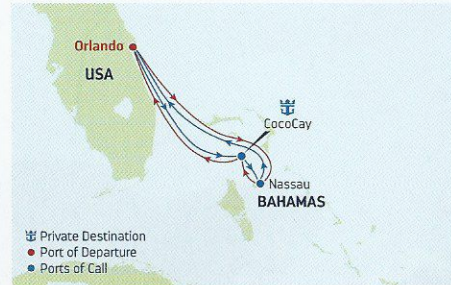 Orlando
USA
CocoCay
Nassau
BAHAMAS
Private Destination
Port of Departure
Ports of Call